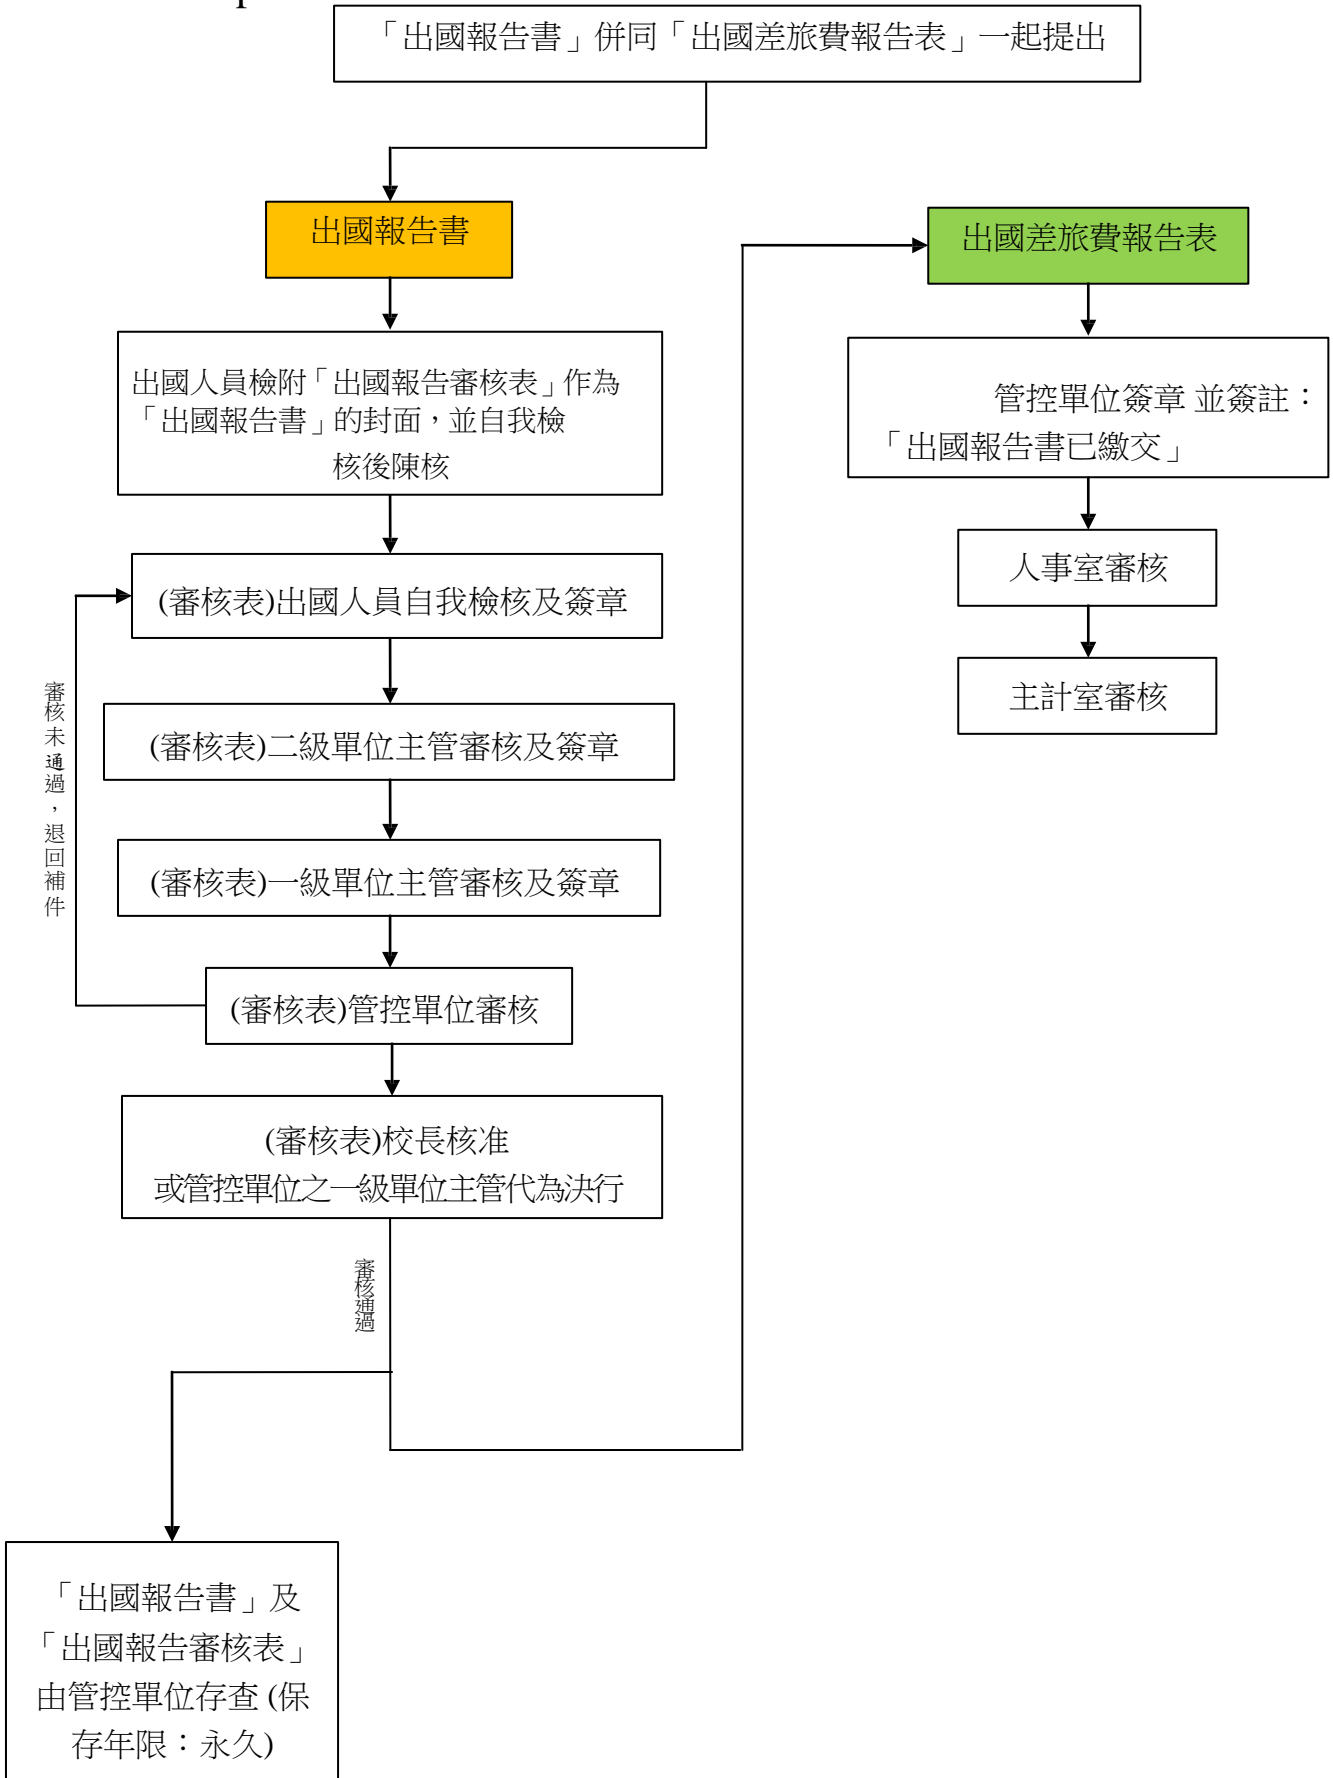 「出國報告書」併同「出國差旅費報告表」一起提出
出國報告書
出國人員檢附「出國報告審核表」作為
「出國報告書」的封面，並自我檢
核後陳核
(審核表)出國人員自我檢核及簽章
(審核表)二級單位主管審核及簽章
(審核表)一級單位主管審核及簽章
(審核表)管控單位審核
審核未通過，退回補件
(審核表)校長核准
或管控單位之一級單位主管代為決行
審核通過
「出國報告書」及
「出國報告審核表」
由管控單位存查 (保
存年限：永久)
出國差旅費報告表
管控單位簽章 並簽註：
「出國報告書已繳交」
人事室審核
主計室審核